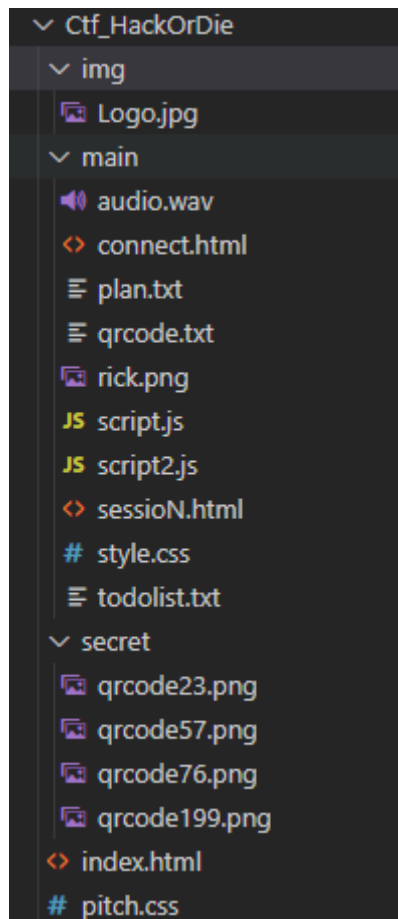 Ctf_HackOrDie
img
Logo.jpg
main
audio.wav
connect.html
plan.txt
qrcode.txt
rick.png
JS script.js
JS script2.js
sessioN.html
# style.css
todolist.txt
secret
qrcode23.png
qrcode57.png
qrcode76.png
qrcode199.png
index.html
# pitch.css